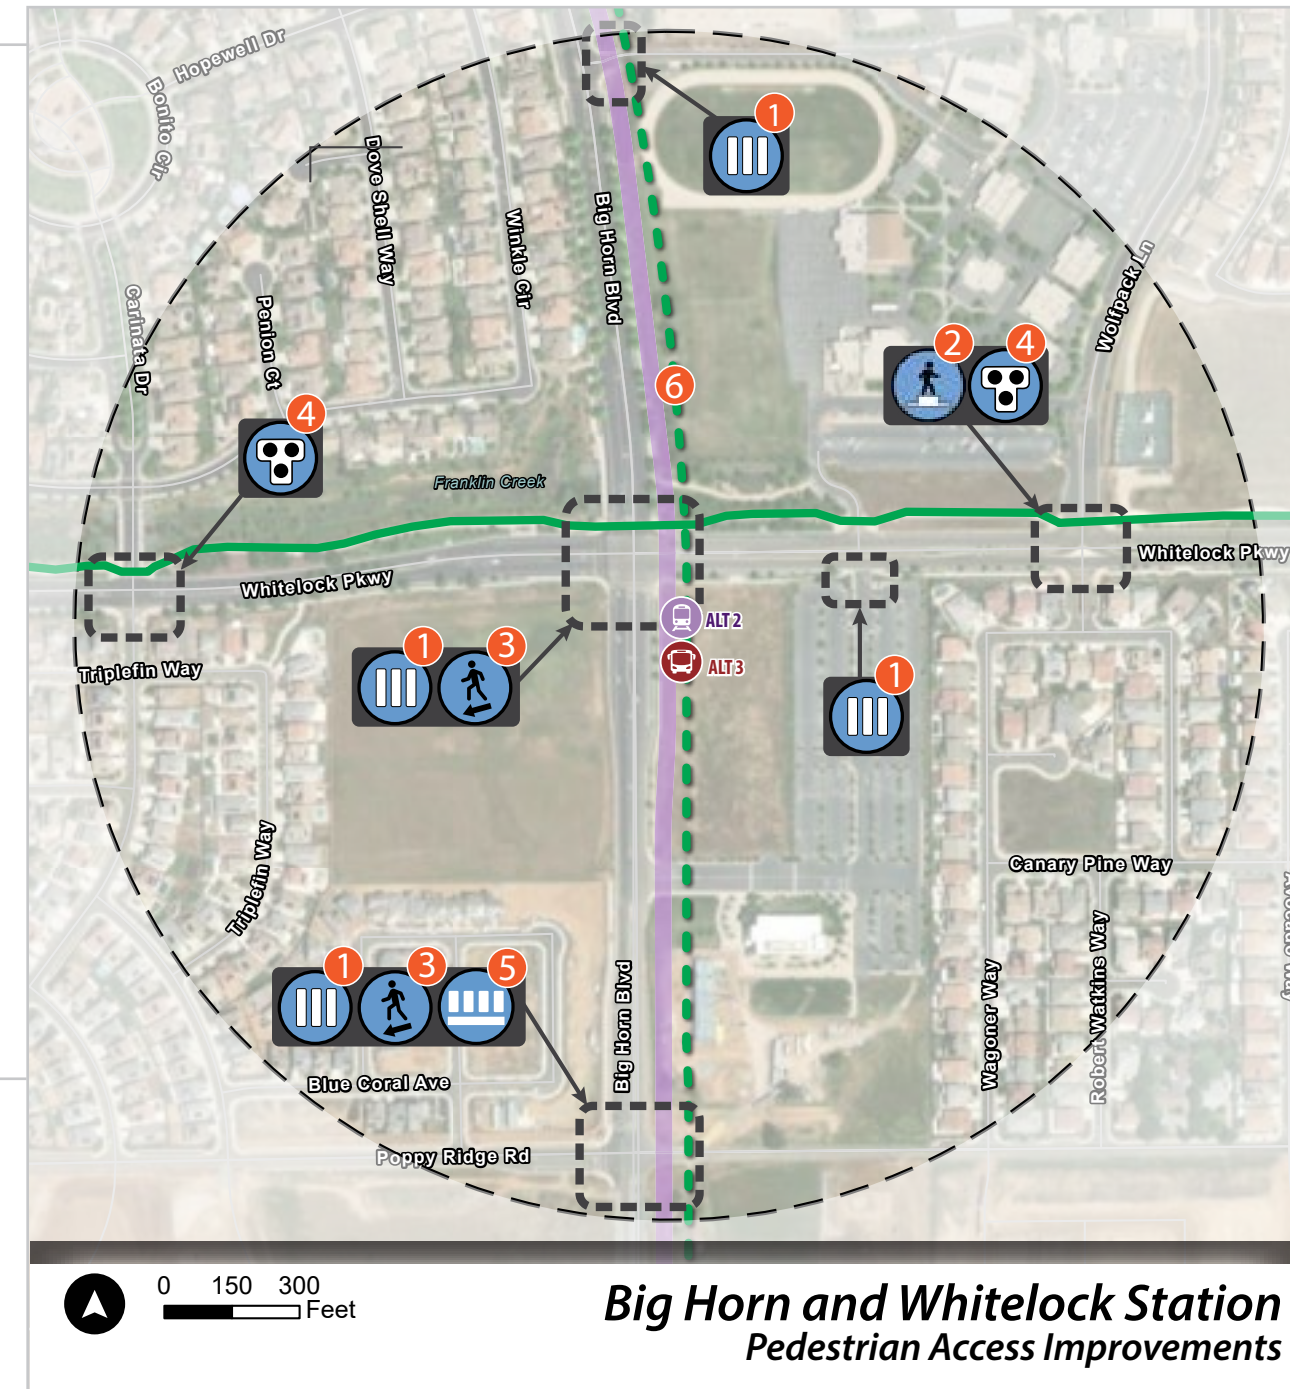 Hopewell Dr
Bonito Cir
Dove Shell Way
Winkle Cir
Big Horn Blvd
1
Wolfpack Ln
Carinata Dr
Penion Ct
2
4
6
4
Franklin Creek
Whitelock Pkwy
Whitelock Pkwy
ALT 2
ALT 3
1
3
1
Triplefin Way
Triplefin Way
Canary Pine Way
Robert Watkins Way
Wagoner Way
Big Horn Blvd
1
3
5
Blue Coral Ave
Poppy Ridge Rd
0 150 300
Feet
Big Horn and Whitelock Station
Pedestrian Access Improvements